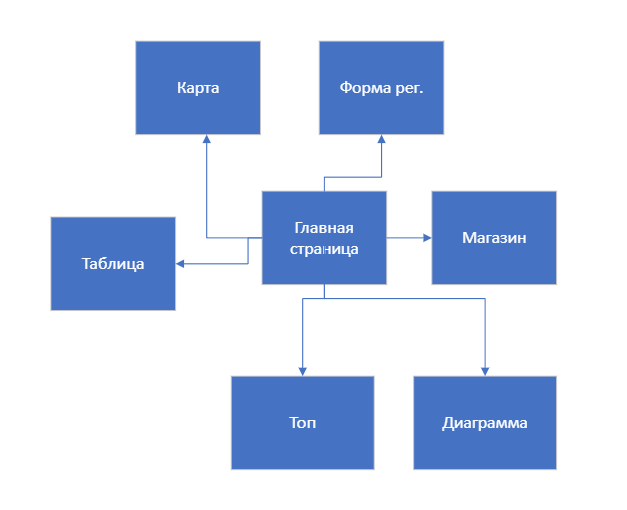 Карта
Форма рег.
Главная
страница
Магазин
Таблица
Топ
Диаграмма